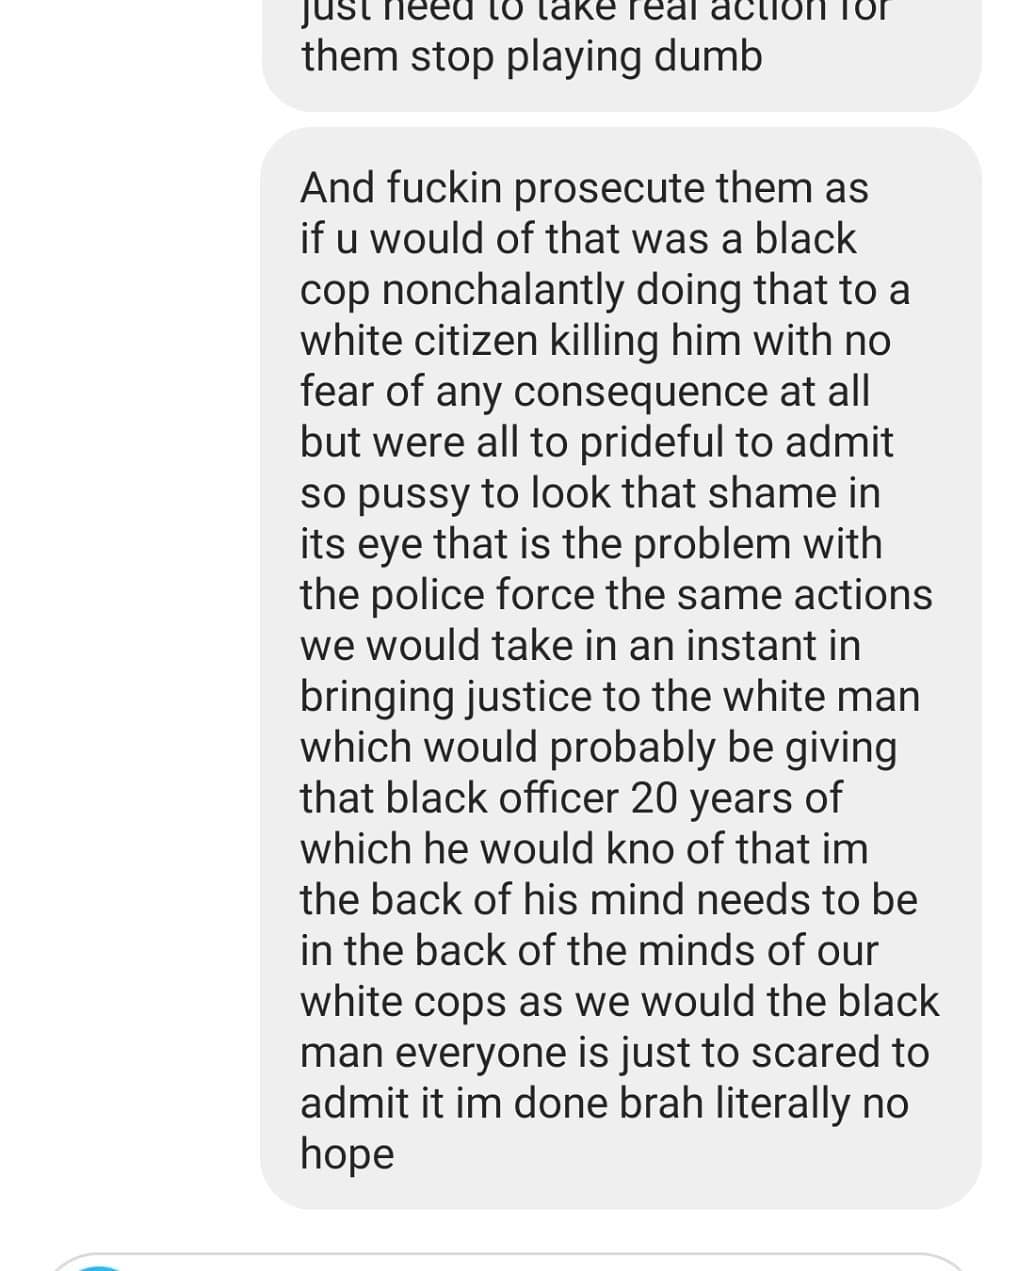 just need to take real action for
them stop playing dumb
And fuckin prosecute them as
if u would of that was a black
cop nonchalantly doing that to a
white citizen killing him with no
fear of any consequence at all
but were all to prideful to admit
so pussy to look that shame in
its eye that is the problem with
the police force the same actions
we would take in an instant in
bringing justice to the white man
which would probably be giving
that black officer 20 years of
which he would kno of that im
the back of his mind needs to be
in the back of the minds of our
white cops as we would the black
man everyone is just to scared to
admit it im done brah literally no
hope